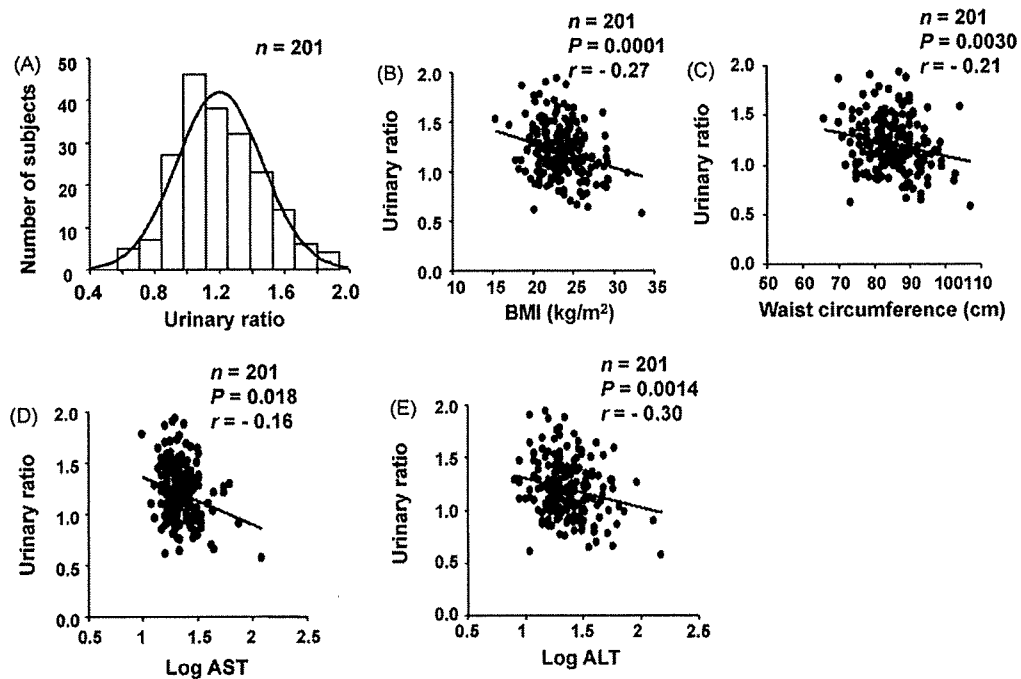 (A)
n = 201
Number of subjects
50
40
30
20
10
0
0.4 0.8 1.2 1.6 2.0
Urinary ratio
(B)
n = 201
P = 0.0001
r = - 0.27
Urinary ratio
2.0
1.5
1.0
0.5
0.0
10 15 20 25 30 35
BMI (kg/m²)
(C)
n = 201
P = 0.0030
r = - 0.21
Urinary ratio
2.0
1.5
1.0
0.5
0.0
50 60 70 80 90 100110
Waist circumference (cm)
(D)
n = 201
P = 0.018
r = - 0.16
Urinary ratio
2.0
1.5
1.0
0.5
0.0
0.5 1 1.5 2 2.5
Log AST
(E)
n = 201
P = 0.0014
r = - 0.30
Urinary ratio
2.0
1.5
1.0
0.5
0.0
0.5 1 1.5 2 2.5
Log ALT